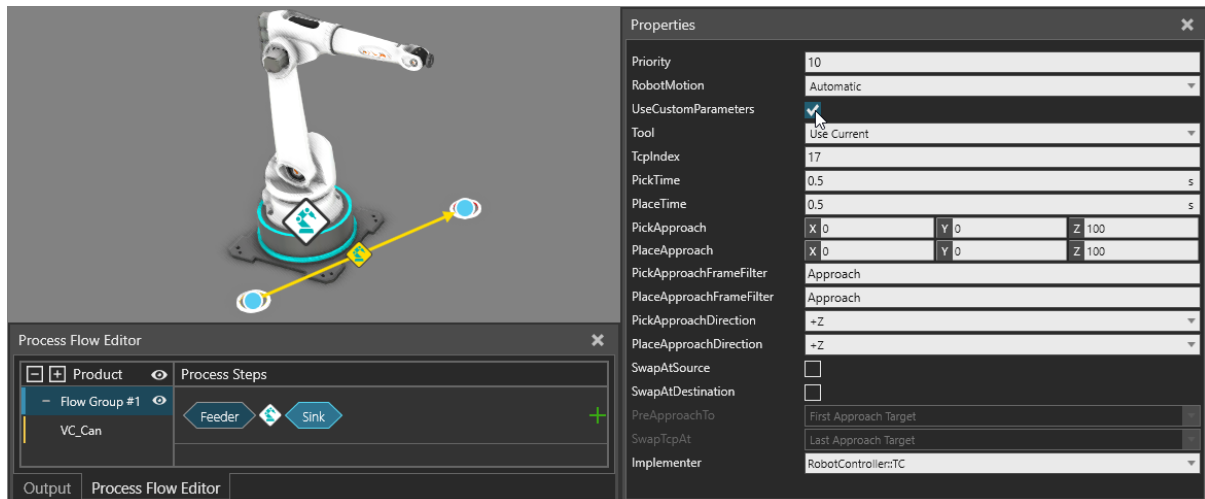 Properties
Priority 10
RobotMotion Automatic
UseCustomParameters
Tool Use Current
TcpIndex 17
PickTime 0.5 s
PlaceTime 0.5 s
PickApproach X 0 Y 0 Z 100
PlaceApproach X 0 Y 0 Z 100
PickApproachFrameFilter Approach
PlaceApproachFrameFilter Approach
PickApproachDirection +Z
PlaceApproachDirection +Z
SwapAtSource
SwapAtDestination
PreApproachTo First Approach Target
SwapTcpAt Last Approach Target
Implementer RobotController::TC
Process Flow Editor
Product Process Steps
Flow Group #1 Feeder Sink
VC_Can
Output Process Flow Editor